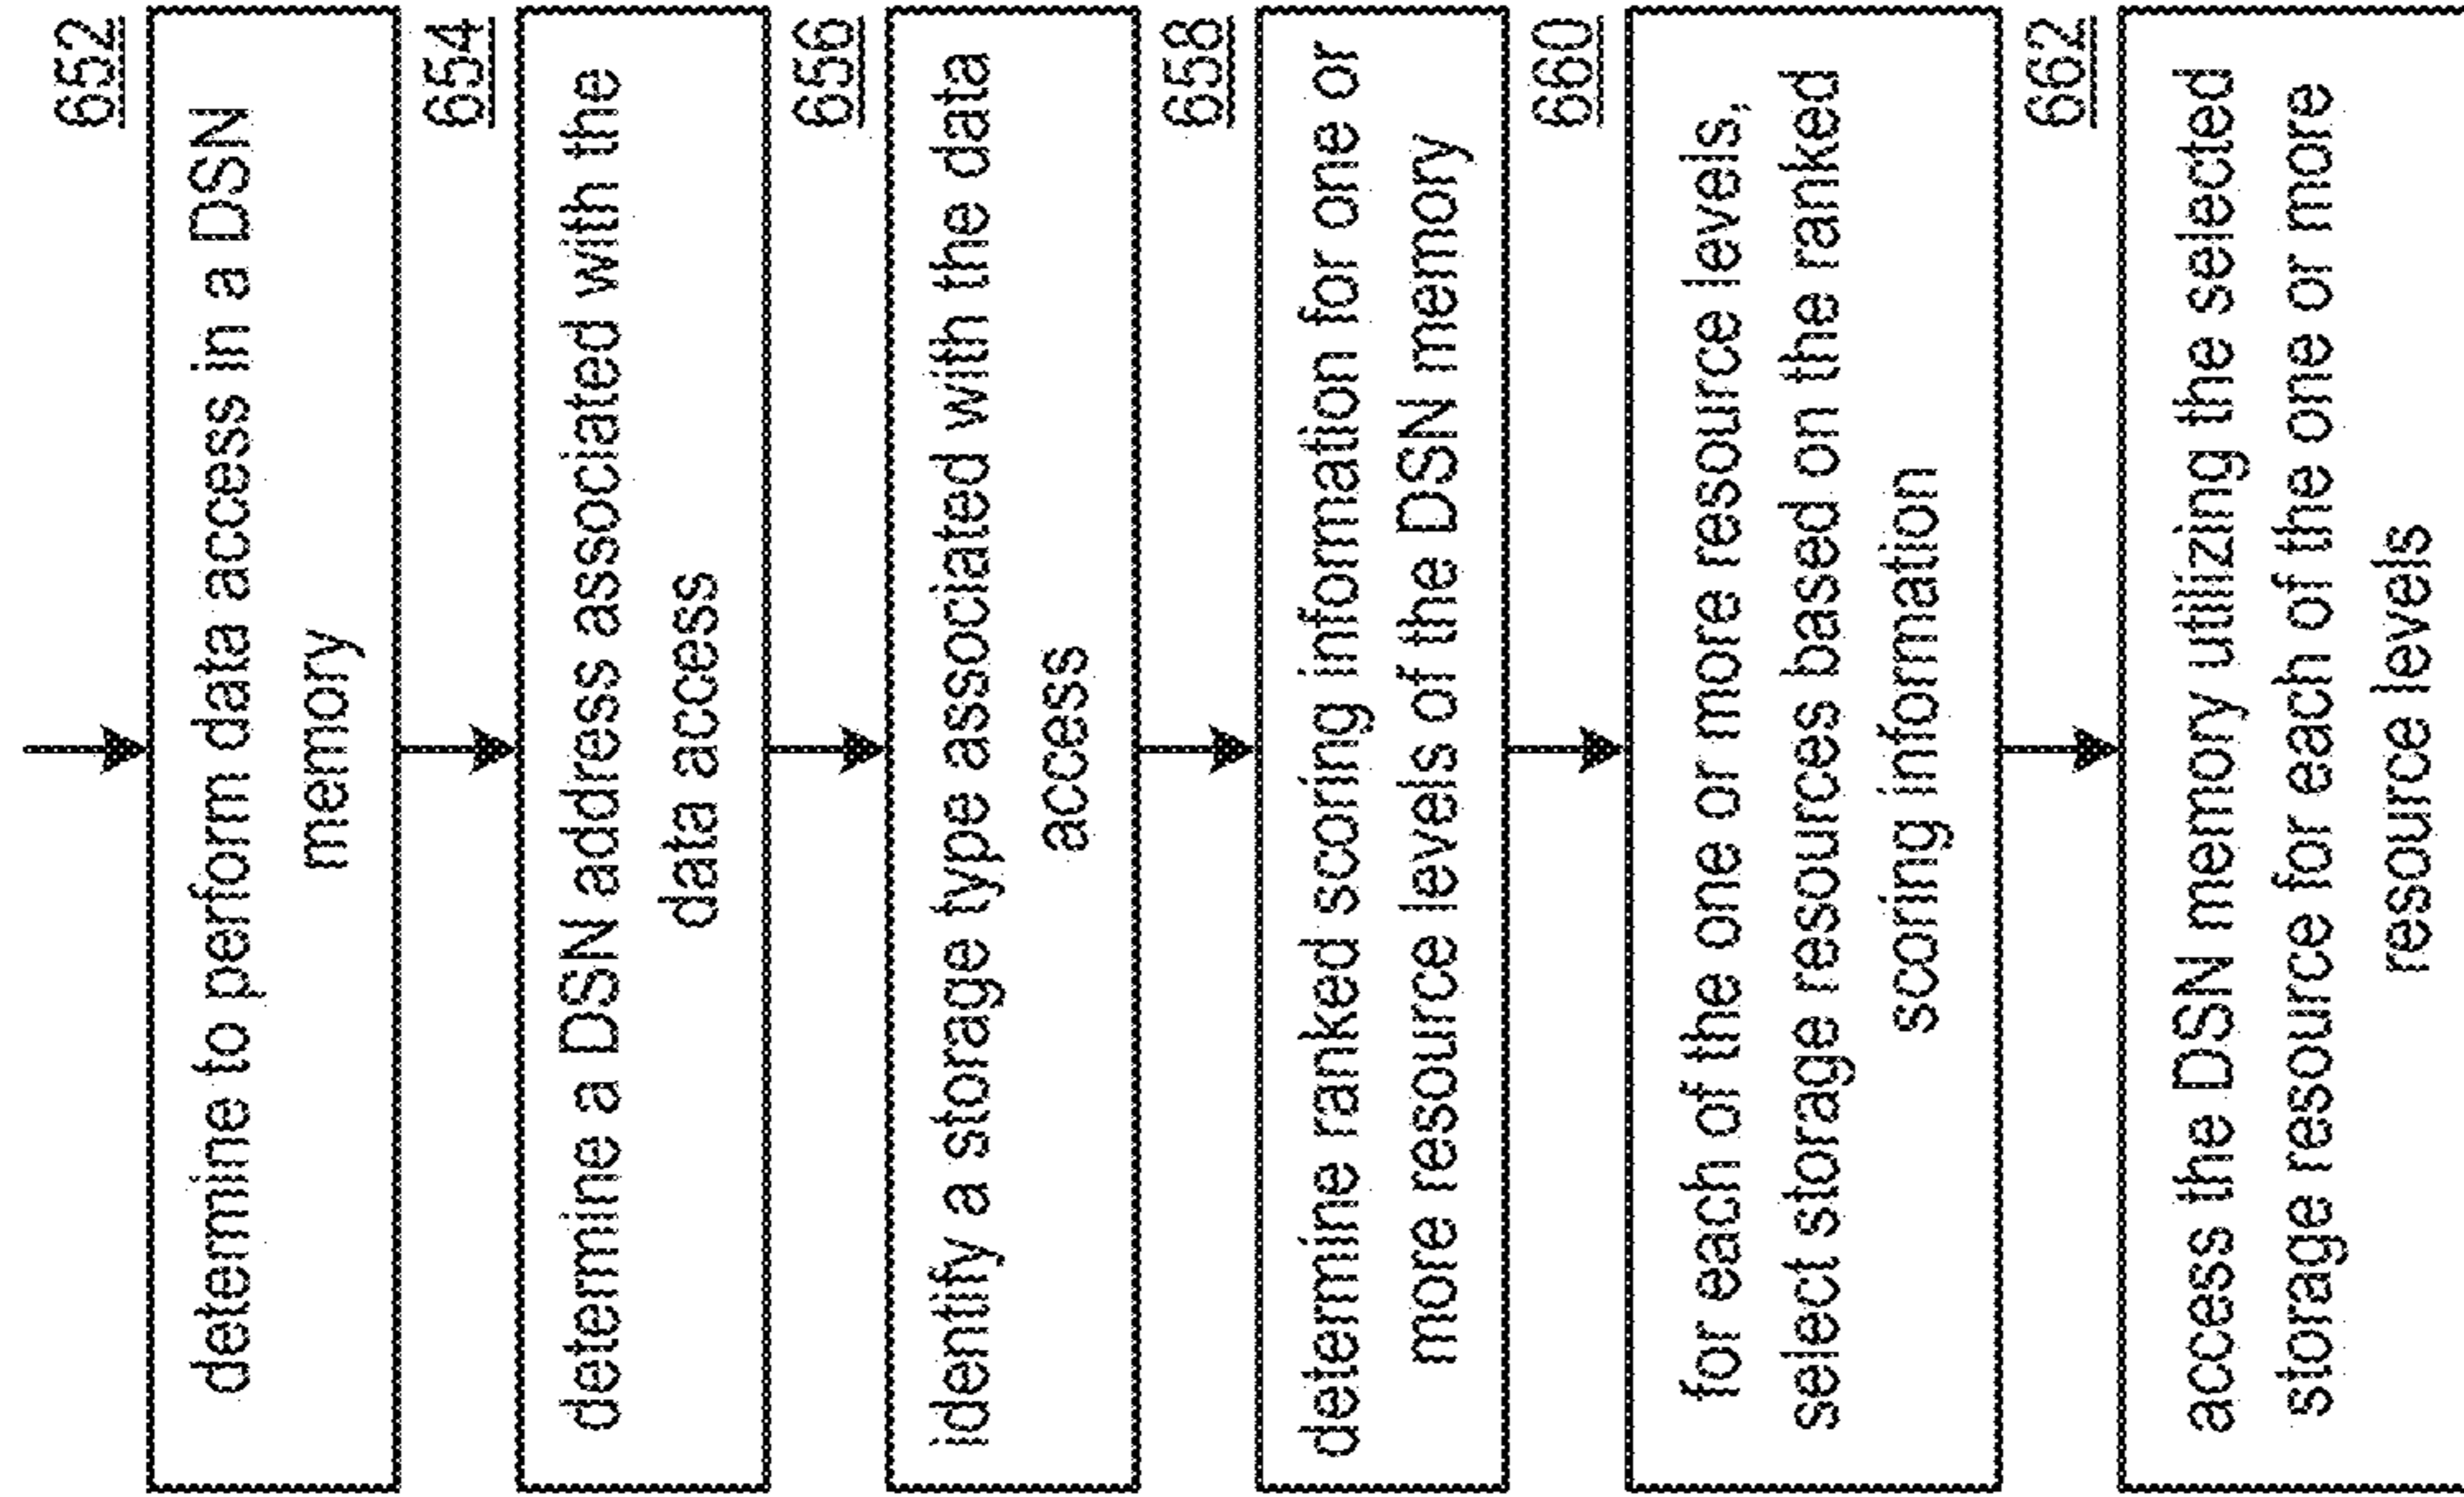 652
determine to perform data access in a DSN
memory
654
determine a DSN address associated with the
data access
656
identify a storage type associated with the data
access
658
determine ranked scoring information for one or
more resource levels of the DSN memory
660
for each of the one or more resource levels,
select storage resources based on the ranked
scoring information
662
access the DSN memory utilizing the selected
storage resource for each of the one or more
resource levels